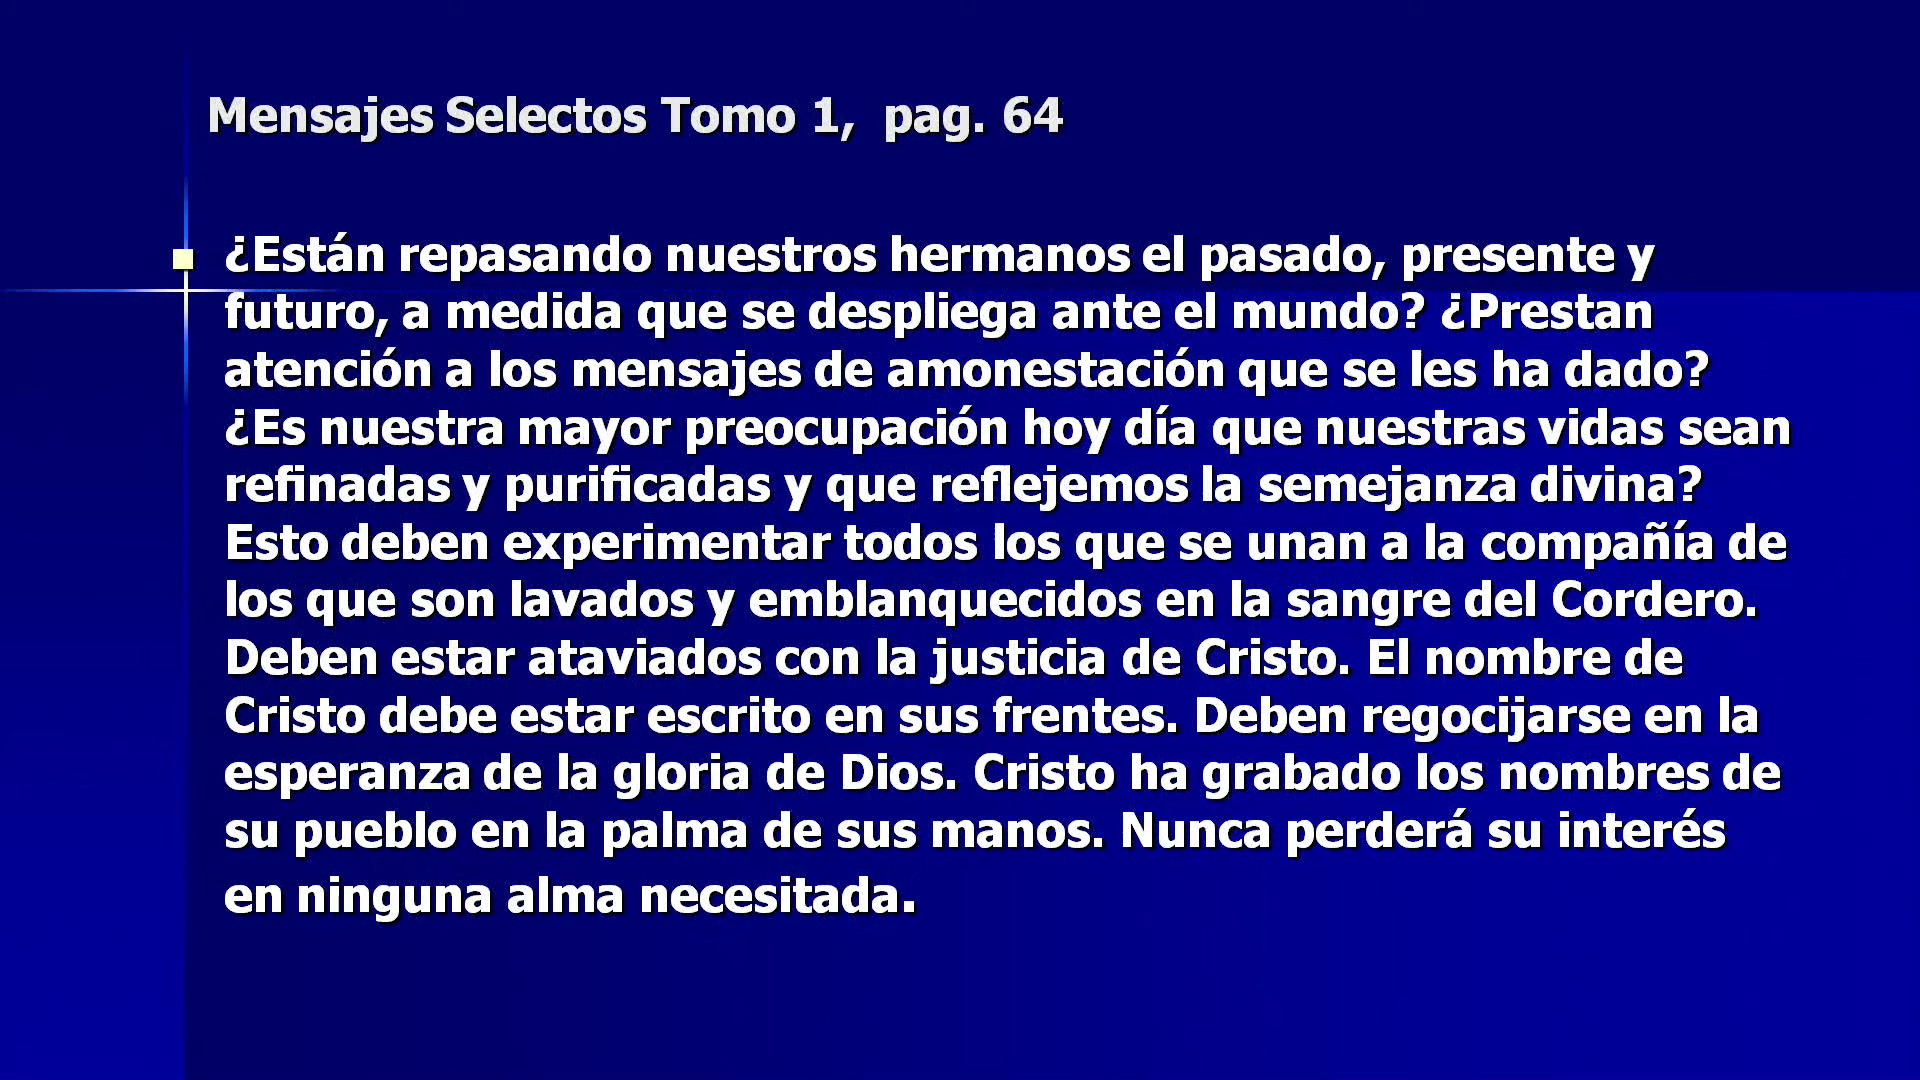 Mensajes Selectos Tomo 1, pag. 64
¿Están repasando nuestros hermanos el pasado, presente y
futuro, a medida que se despliega ante el mundo? ¿Prestan
atención a los mensajes de amonestación que se les ha dado?
¿Es nuestra mayor preocupación hoy día que nuestras vidas sean
refinadas y purificadas y que reflejemos la semejanza divina?
Esto deben experimentar todos los que se unan a la compañía de
los que son lavados y emblanquecidos en la sangre del Cordero.
Deben estar ataviados con la justicia de Cristo. El nombre de
Cristo debe estar escrito en sus frentes. Deben regocijarse en la
esperanza de la gloria de Dios. Cristo ha grabado los nombres de
su pueblo en la palma de sus manos. Nunca perderá su interés
en ninguna alma necesitada.